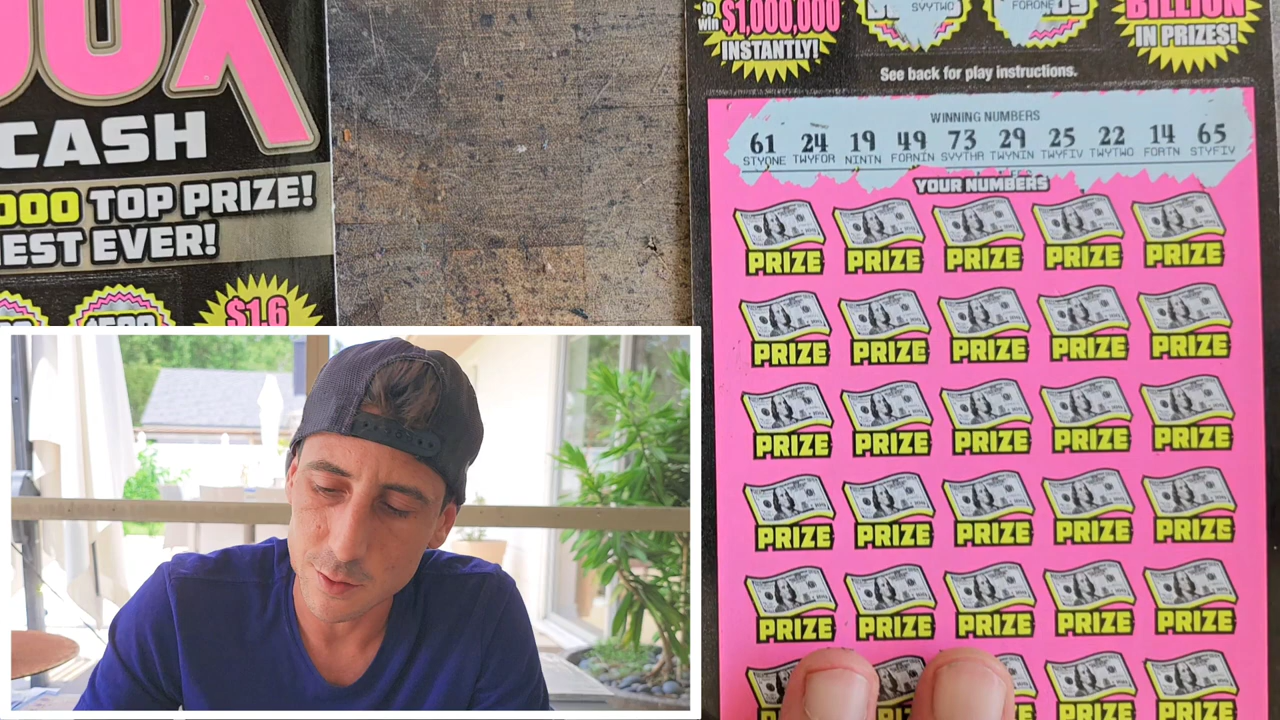 CASH
000 TOP PRIZE!
EST EVER!
$1.6
to win $1,000,000
INSTANTLY!
SVYTWO
FORONE
BILLION
IN PRIZES!
See back for play instructions.
WINNING NUMBERS
61 24 19 49 73 29 25 22 14 65
STYONE TWYFOR NINTN FORNIN SVYTHR TWYNIN TWYFIV TWYTWO FORTN STYFIV
YOUR NUMBERS
PRIZE PRIZE PRIZE PRIZE PRIZE
PRIZE PRIZE PRIZE PRIZE PRIZE
PRIZE PRIZE PRIZE PRIZE PRIZE
PRIZE PRIZE PRIZE PRIZE PRIZE
PRIZE PRIZE PRIZE PRIZE PRIZE